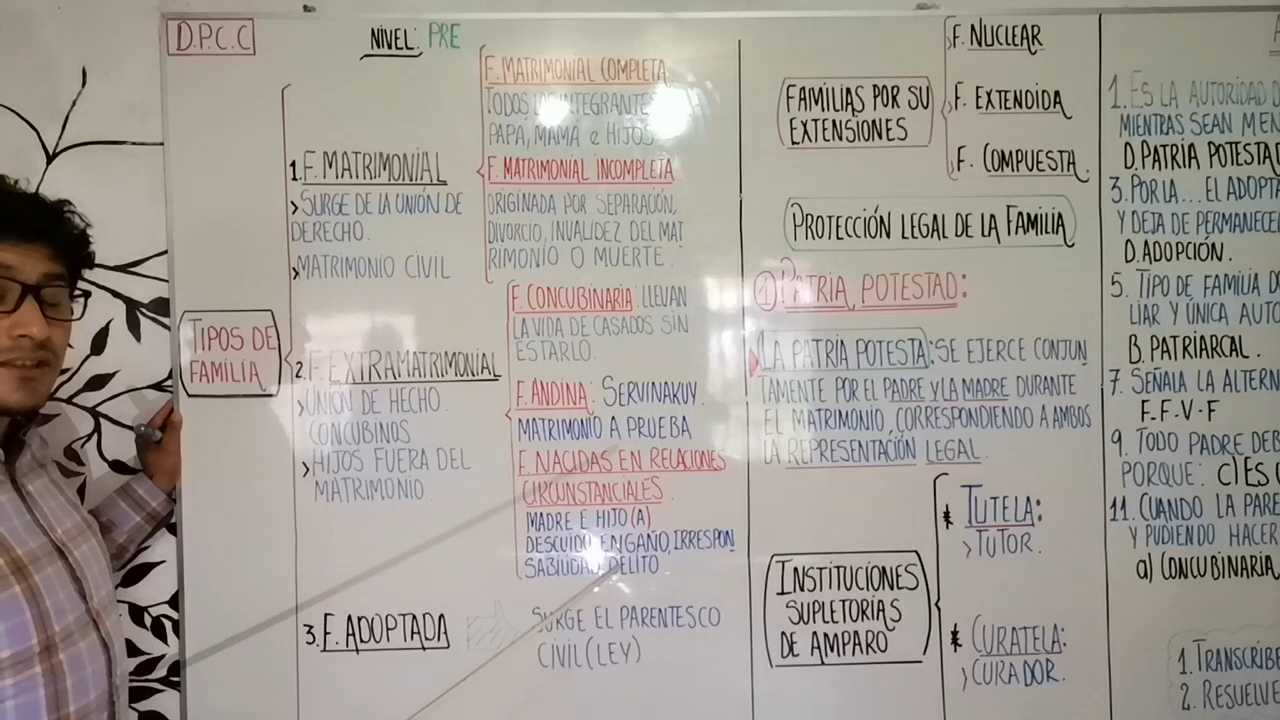 D.P.C.C
NIVEL: PRE
TIPOS DE
FAMILIA
1. F. MATRIMONIAL
> SURGE DE LA UNIÓN DE
DERECHO.
> MATRIMONIO CIVIL
F. MATRIMONIAL COMPLETA
TODOS INTEGRANTES
PAPÁ, MAMÁ e HIJOS
F. MATRIMONIAL INCOMPLETA
ORIGINADA POR SEPARACIÓN,
DIVORCIO, INVALIDEZ DEL MAT
RIMONIO O MUERTE.
2. F. EXTRAMATRIMONIAL
> UNION DE HECHO
CONCUBINOS
> HIJOS FUERA DEL
MATRIMONIO.
F. CONCUBINARIA: LLEVAN
LA VIDA DE CASADOS SIN
ESTARLO.
F. ANDINA: SERVINAKUY.
MATRIMONIO A PRUEBA
F. NACIDAS EN RELACIONES
CIRCUNSTANCIALES.
MADRE E HIJO(A)
DESCUIDO, ENGAÑO, IRRESPON
SABILIDAD, DELITO
3. F. ADOPTADA
SURGE EL PARENTESCO
CIVIL (LEY)
FAMILIAS POR SU
EXTENSIONES
F. NUCLEAR
F. EXTENDIDA
F. COMPUESTA.
PROTECCIÓN LEGAL DE LA FAMILIA
① PATRIA POTESTAD:
LA PATRIA POTESTA: SE EJERCE CONJUN
TAMENTE POR EL PADRE Y LA MADRE DURANTE
EL MATRIMONIO, CORRESPONDIENDO A AMBOS
LA REPRESENTACIÓN LEGAL.
INSTITUCIONES
SUPLETORIAS
DE AMPARO
* TUTELA:
> TUTOR.
* CURATELA:
> CURADOR.
1. ES LA AUTORIDAD D
MIENTRAS SEAN MEN
D. PATRIA POTESTAD
3. POR LA... EL ADOPT
Y DEJA DE PERMANECE
D. ADOPCIÓN.
5. TIPO DE FAMILIA DO
LIAR Y ÚNICA AUTO
B. PATRIARCAL.
7. SEÑALA LA ALTERN
F-F-V-F
9. TODO PADRE DEB
PORQUE: C) ES
11. CUANDO LA PARE
Y PUDIENDO HACER
a) CONCUBINARIA
1. TRANSCRIBE
2. RESUELVE